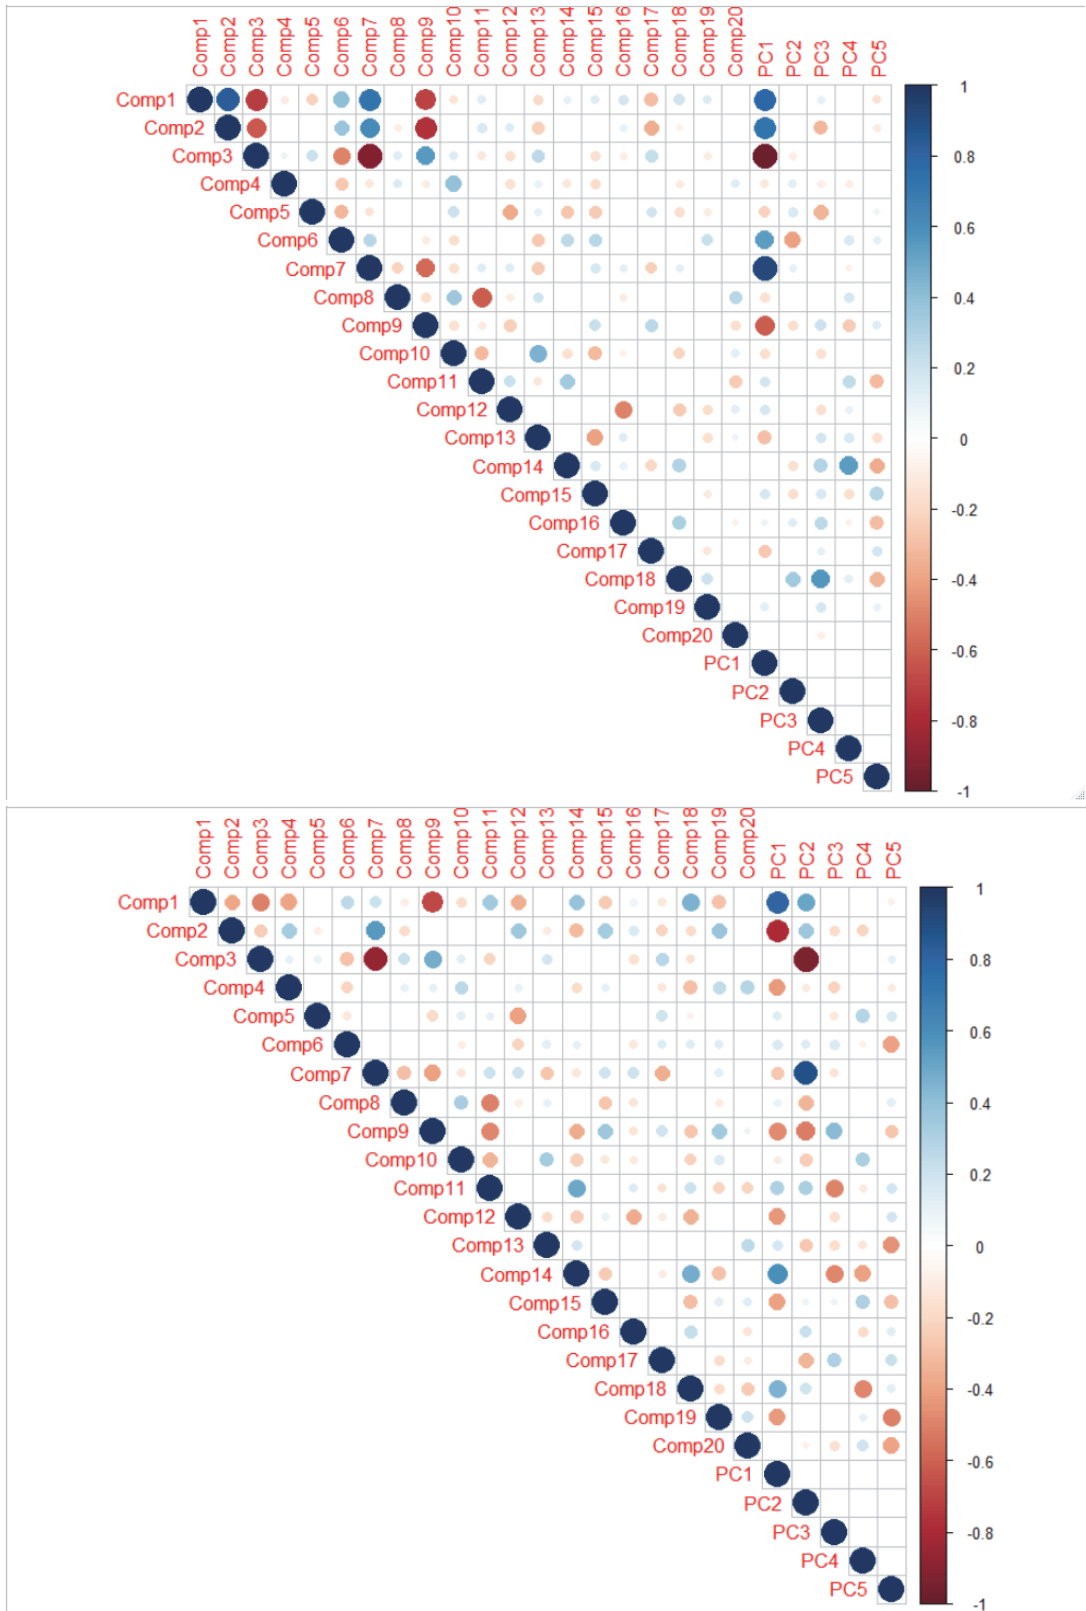 Comp1 Comp2 Comp3 Comp4 Comp5 Comp6 Comp7 Comp8 Comp9 Comp10 Comp11 Comp12 Comp13 Comp14 Comp15 Comp16 Comp17 Comp18 Comp19 Comp20 PC1 PC2 PC3 PC4 PC5
Comp1
Comp2
Comp3
Comp4
Comp5
Comp6
Comp7
Comp8
Comp9
Comp10
Comp11
Comp12
Comp13
Comp14
Comp15
Comp16
Comp17
Comp18
Comp19
Comp20
PC1
PC2
PC3
PC4
PC5
1
0.8
0.6
0.4
0.2
0
-0.2
-0.4
-0.6
-0.8
-1
Comp1 Comp2 Comp3 Comp4 Comp5 Comp6 Comp7 Comp8 Comp9 Comp10 Comp11 Comp12 Comp13 Comp14 Comp15 Comp16 Comp17 Comp18 Comp19 Comp20 PC1 PC2 PC3 PC4 PC5
Comp1
Comp2
Comp3
Comp4
Comp5
Comp6
Comp7
Comp8
Comp9
Comp10
Comp11
Comp12
Comp13
Comp14
Comp15
Comp16
Comp17
Comp18
Comp19
Comp20
PC1
PC2
PC3
PC4
PC5
1
0.8
0.6
0.4
0.2
0
-0.2
-0.4
-0.6
-0.8
-1